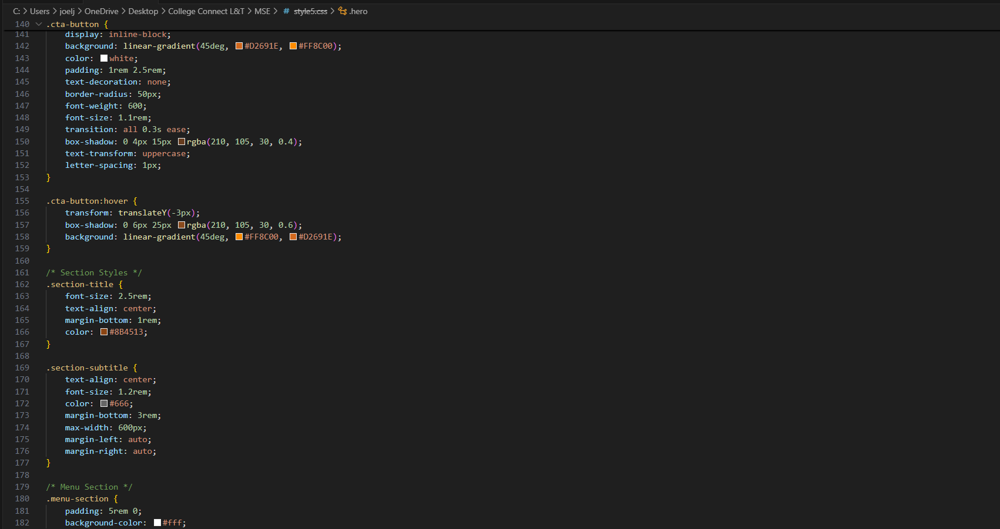 C: > Users > joelj > OneDrive > Desktop > College Connect L&T > MSE > # style5.css > .hero
140 .cta-button {
141 display: inline-block;
142 background: linear-gradient(45deg, #D2691E, #FF8C00);
143 color: white;
144 padding: 1rem 2.5rem;
145 text-decoration: none;
146 border-radius: 50px;
147 font-weight: 600;
148 font-size: 1.1rem;
149 transition: all 0.3s ease;
150 box-shadow: 0 4px 15px rgba(210, 105, 30, 0.4);
151 text-transform: uppercase;
152 letter-spacing: 1px;
153 }
154
155 .cta-button:hover {
156 transform: translateY(-3px);
157 box-shadow: 0 6px 25px rgba(210, 105, 30, 0.6);
158 background: linear-gradient(45deg, #FF8C00, #D2691E);
159 }
160
161 /* Section Styles */
162 .section-title {
163 font-size: 2.5rem;
164 text-align: center;
165 margin-bottom: 1rem;
166 color: #8B4513;
167 }
168
169 .section-subtitle {
170 text-align: center;
171 font-size: 1.2rem;
172 color: #666;
173 margin-bottom: 3rem;
174 max-width: 600px;
175 margin-left: auto;
176 margin-right: auto;
177 }
178
179 /* Menu Section */
180 .menu-section {
181 padding: 5rem 0;
182 background-color: #fff;